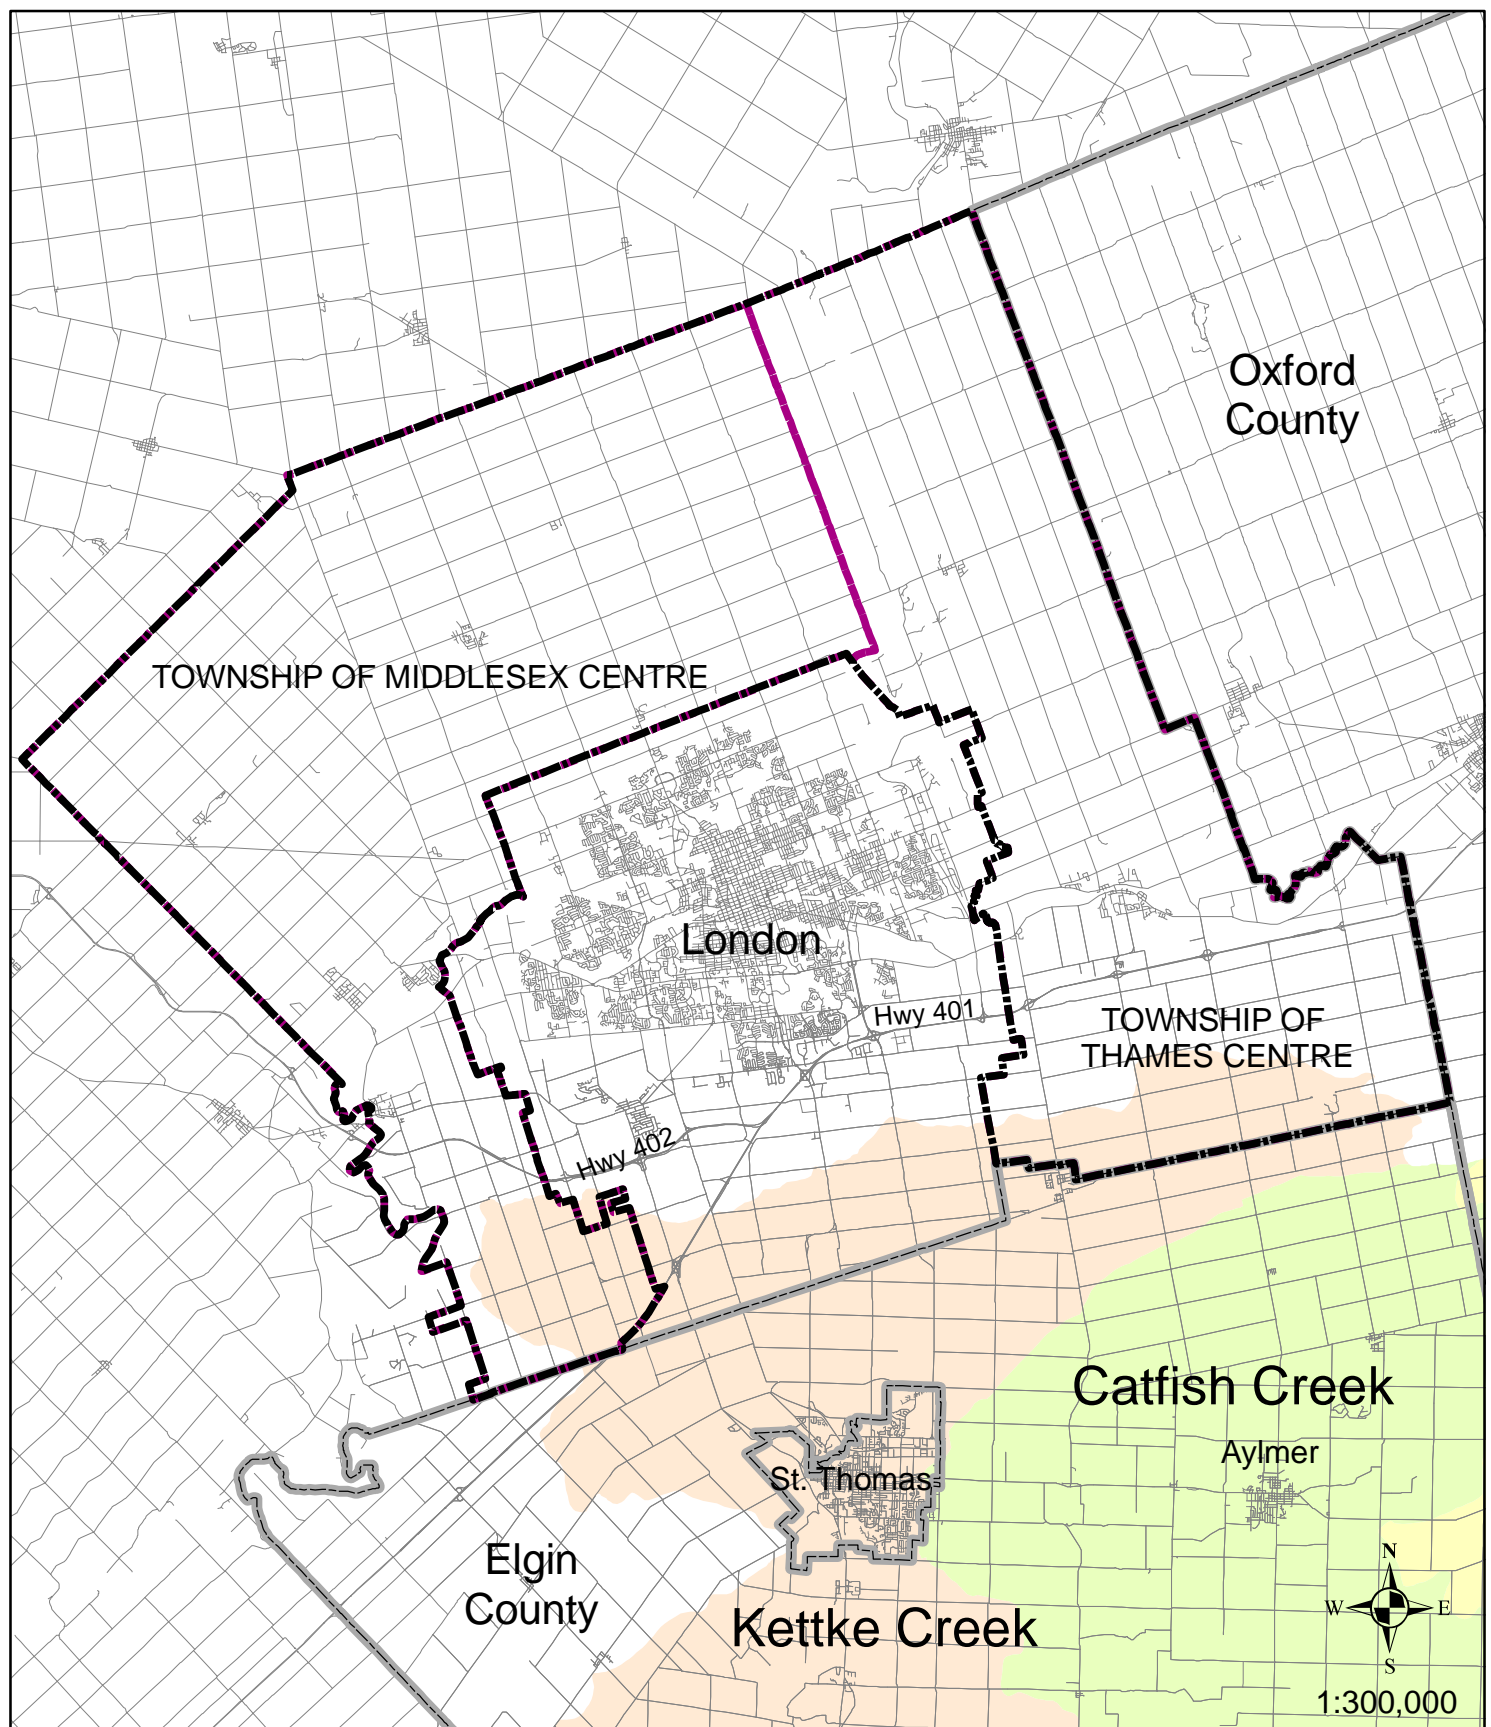 Oxford
County
TOWNSHIP OF MIDDLESEX CENTRE
London
Hwy 401
TOWNSHIP OF
THAMES CENTRE
Hwy 402
Catfish Creek
Aylmer
St. Thomas
Elgin
County
Kettke Creek
N
W E
S
1:300,000